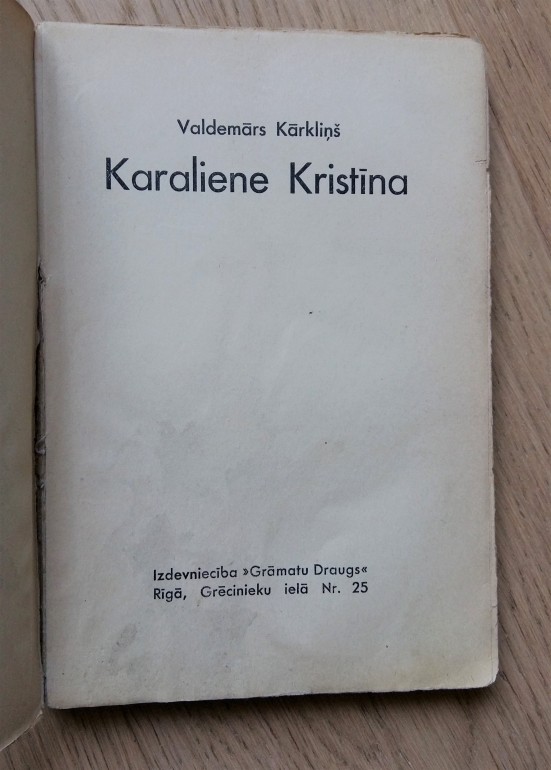 Valdemārs Kārkliņš
Karaliene Kristīna
Izdevniecība »Grāmatu Draugs«
Rīgā, Grēcinieku ielā Nr. 25